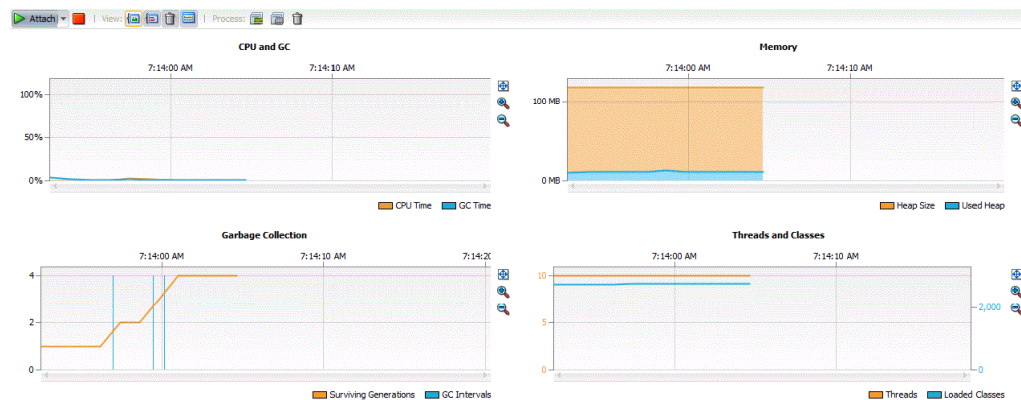 Attach View: Process:
CPU and GC
7:14:00 AM 7:14:10 AM
100%
50%
0%
CPU Time GC Time
Memory
7:14:00 AM 7:14:10 AM
100 MB
0 MB
Heap Size Used Heap
Garbage Collection
7:14:00 AM 7:14:10 AM 7:14:20
4
2
0
Surviving Generations GC Intervals
Threads and Classes
7:14:00 AM 7:14:10 AM
10
5
0
2,000
0
Threads Loaded Classes